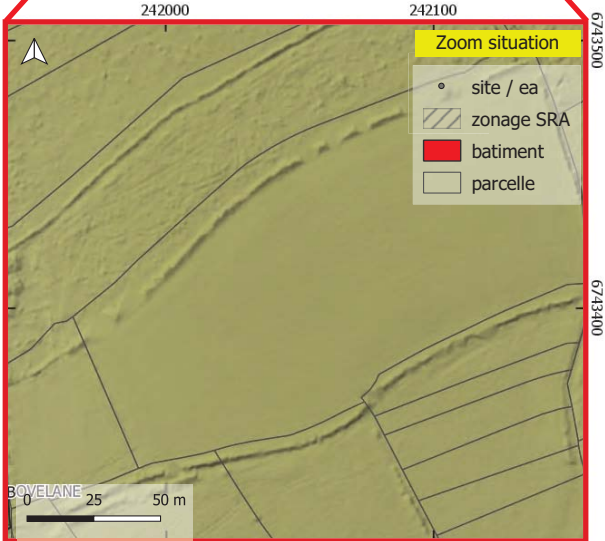 242000 242100
6743500
Zoom situation
site / ea
zonage SRA
batiment
parcelle
6743400
BOVELANE
0 25 50 m